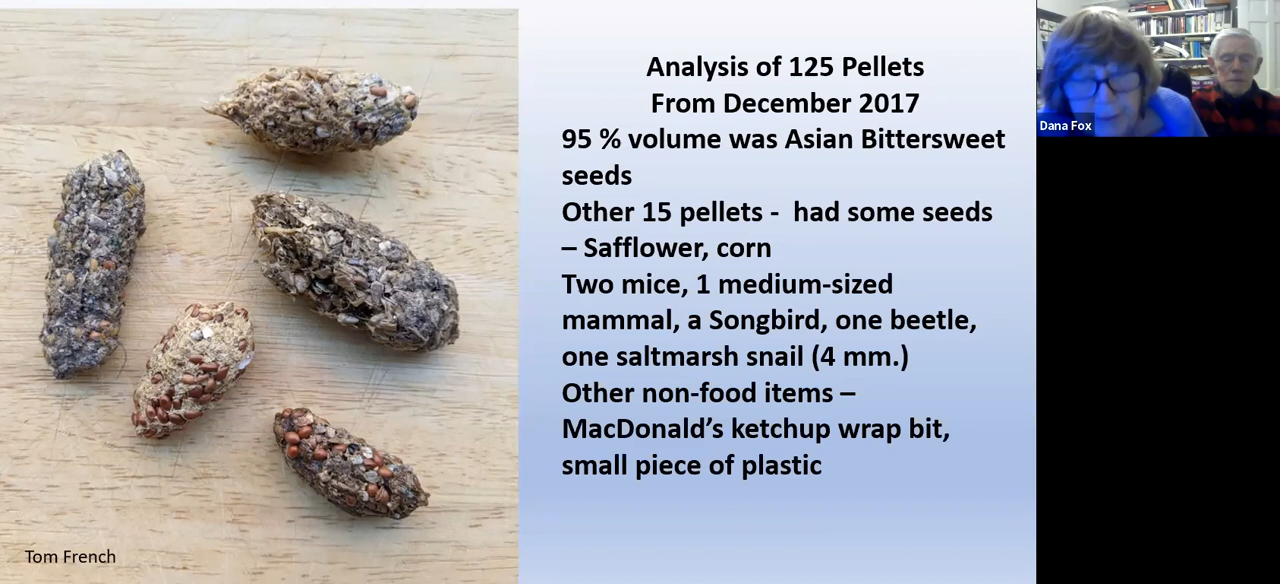 Analysis of 125 Pellets
From December 2017
95 % volume was Asian Bittersweet
seeds
Other 15 pellets -  had some seeds
– Safflower, corn
Two mice, 1 medium-sized
mammal, a Songbird, one beetle,
one saltmarsh snail (4 mm.)
Other non-food items –
MacDonald’s ketchup wrap bit,
small piece of plastic
Tom French
Dana Fox